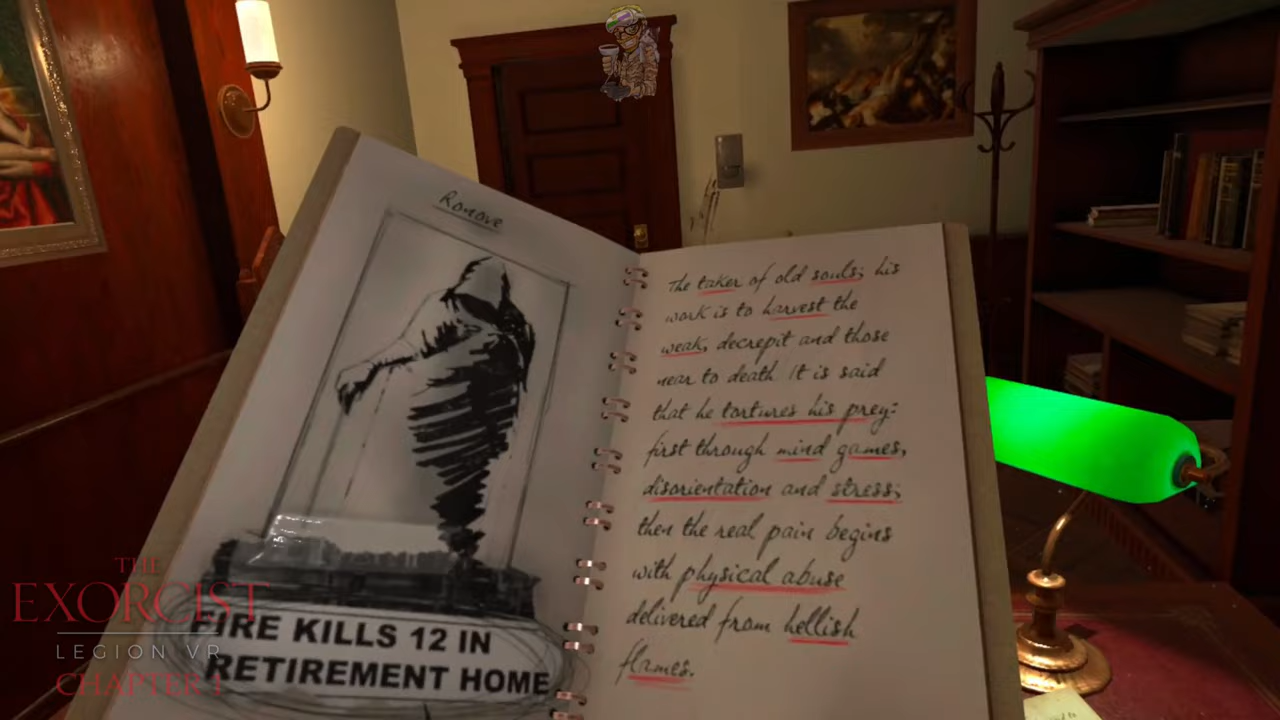 Ronove
FIRE KILLS 12 IN
RETIREMENT HOME
The taker of old souls; his
work is to harvest the
weak, decrepit and those
near to death. It is said
that he tortures his prey:
first through mind games,
disorientation and stress;
then the real pain begins
with physical abuse
delivered from hellish
flames.
THE
EXORCIST
LEGION VR
CHAPTER 1